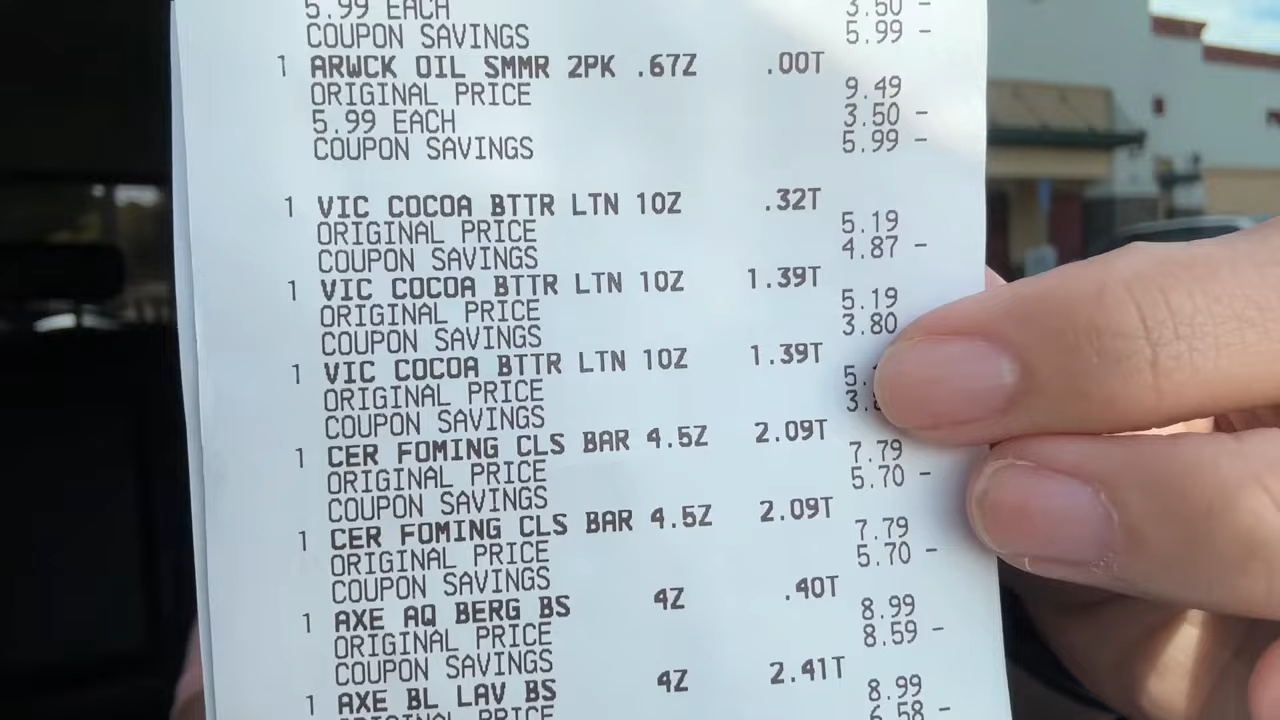 5.99 EACH 3.50 -
COUPON SAVINGS 5.99 -
1 ARWCK OIL SMMR 2PK .67Z .00T
ORIGINAL PRICE 9.49
5.99 EACH 3.50 -
COUPON SAVINGS 5.99 -
1 VIC COCOA BTTR LTN 10Z .32T
ORIGINAL PRICE 5.19
COUPON SAVINGS 4.87 -
1 VIC COCOA BTTR LTN 10Z 1.39T
ORIGINAL PRICE 5.19
COUPON SAVINGS 3.80
1 VIC COCOA BTTR LTN 10Z 1.39T
ORIGINAL PRICE 5.
COUPON SAVINGS 3.
1 CER FOMING CLS BAR 4.5Z 2.09T
ORIGINAL PRICE 7.79
COUPON SAVINGS 5.70 -
1 CER FOMING CLS BAR 4.5Z 2.09T
ORIGINAL PRICE 7.79
COUPON SAVINGS 5.70 -
1 AXE AQ BERG BS 4Z .40T
ORIGINAL PRICE 8.99
COUPON SAVINGS 8.59 -
1 AXE BL LAV BS 4Z 2.41T
ORIGINAL PRICE 8.99
6.58 -